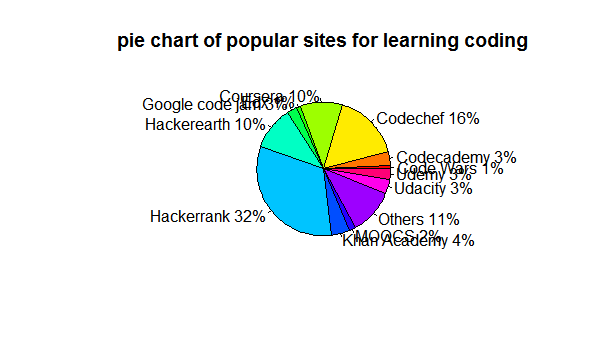 pie chart of popular sites for learning coding
Coursera 10%
Edx 1%
Google code jam 3%
Hackerearth 10%
Codechef 16%
Codecademy 3%
Code Wars 1%
Udemy 3%
Udacity 3%
Hackerrank 32%
Others 11%
MOOCS 2%
Khan Academy 4%